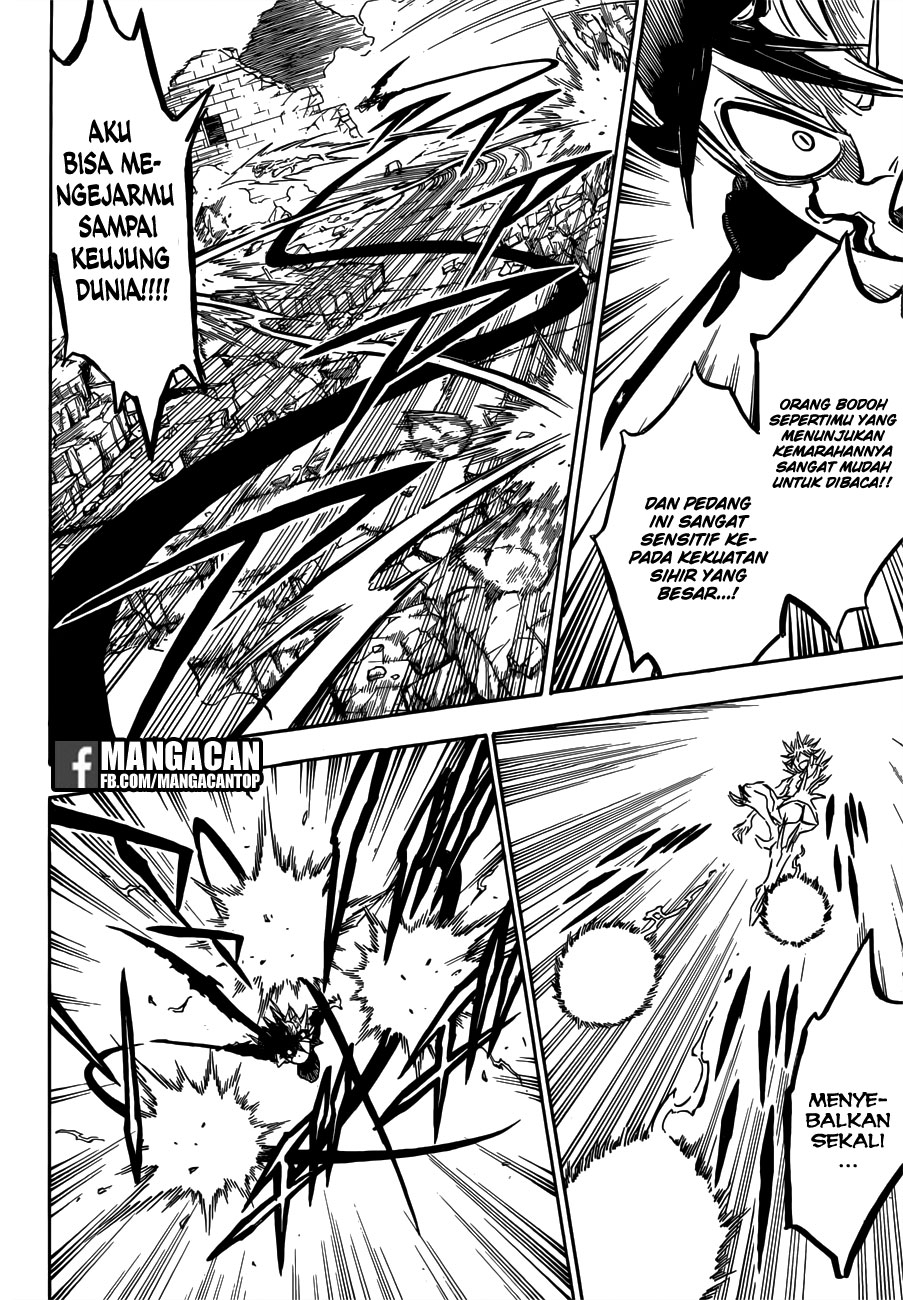 ORANG BODOH
SEPERTIMU YANG
MENUNJUKAN
KEMARAHANNYA
SANGAT MUDAH
UNTUK DIBACA!!
DAN PEDANG
INI SANGAT
SENSITIF KE-
PADA KEKUATAN
SIHIR YANG
BESAR...!
AKU
BISA ME-
NGEJARMU
SAMPAI
KEUJUNG
DUNIA!!!!
MENYE-
BALKAN
SEKALI
...
f MANGACAN
FB.COM/MANGACANTOP